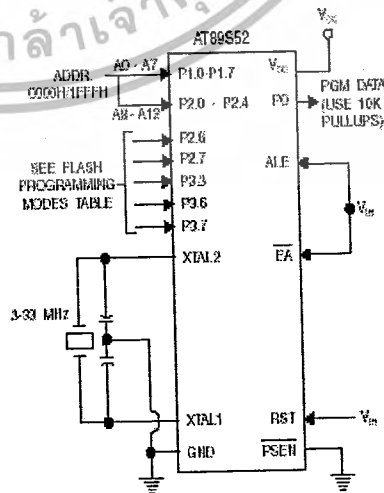 AT89S52
ADDR.
0000H/1FFFH
A0 - A7
A8 - A12
P1.0-P1.7
P2.0 - P2.4
P2.6
P2.7
P3.3
P3.6
P3.7
SEE FLASH
PROGRAMMING
MODES TABLE
XTAL2
3-33 MHz
XTAL1
GND
VCC
VCC
P0
PGM DATA
(USE 10K
PULLUPS)
ALE
VIH
EA
RST
VIH
PSEN